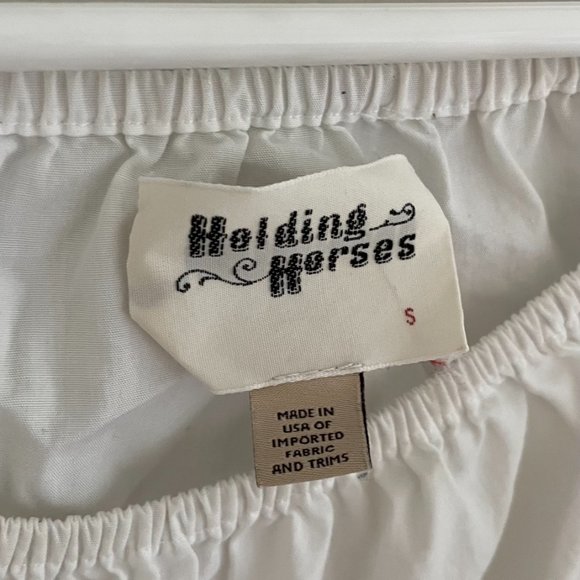 Holding
Horses
S
MADE IN
USA OF
IMPORTED
FABRIC
AND TRIMS